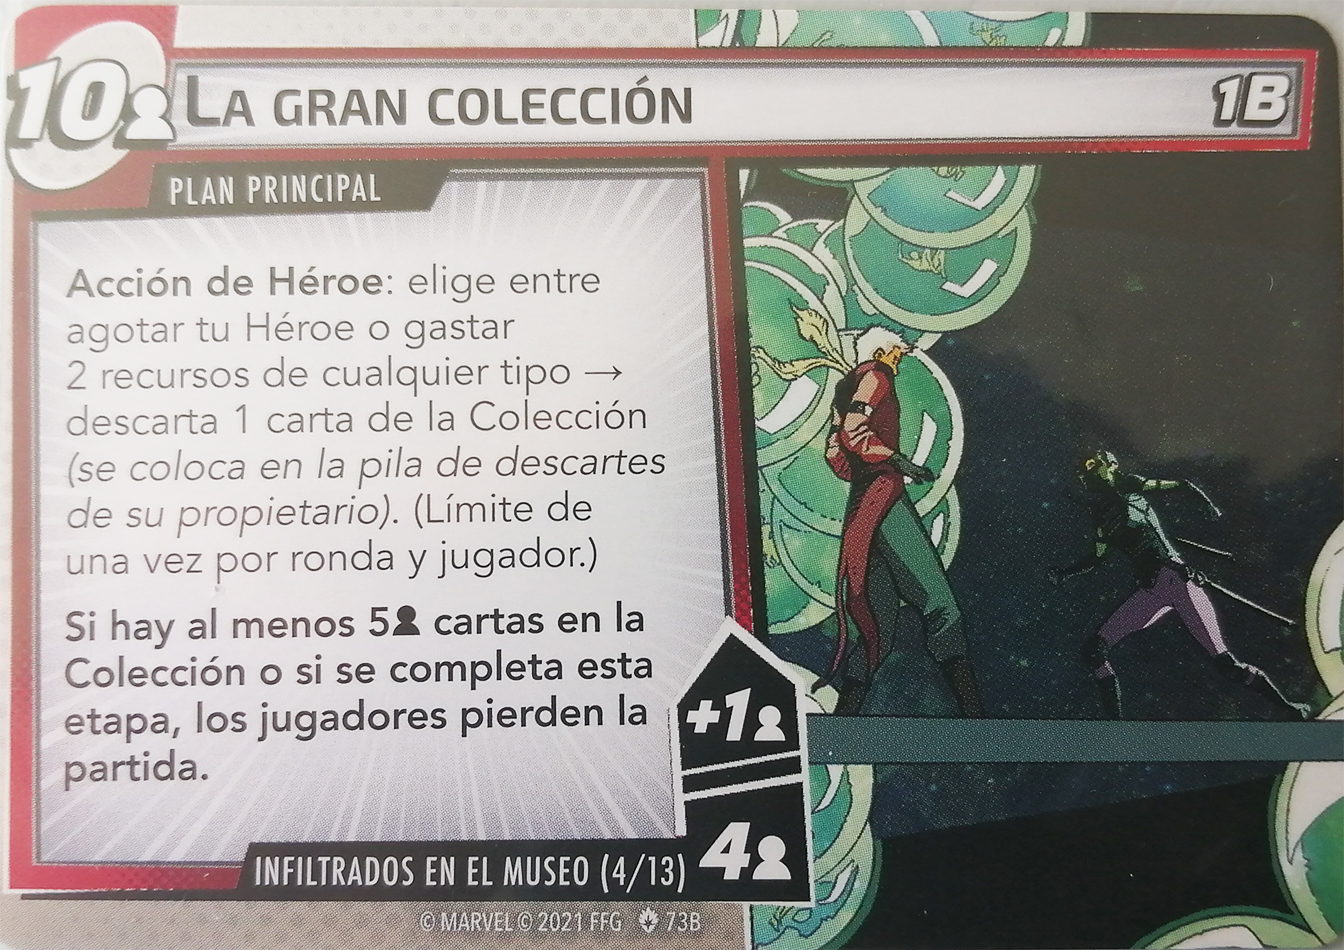 10 LA GRAN COLECCIÓN 1B
PLAN PRINCIPAL
Acción de Héroe: elige entre
agotar tu Héroe o gastar
2 recursos de cualquier tipo →
descarta 1 carta de la Colección
(se coloca en la pila de descartes
de su propietario). (Límite de
una vez por ronda y jugador.)
Si hay al menos 5 cartas en la
Colección o si se completa esta
etapa, los jugadores pierden la
partida.
+1
4
INFILTRADOS EN EL MUSEO (4/13)
© MARVEL © 2021 FFG 73B